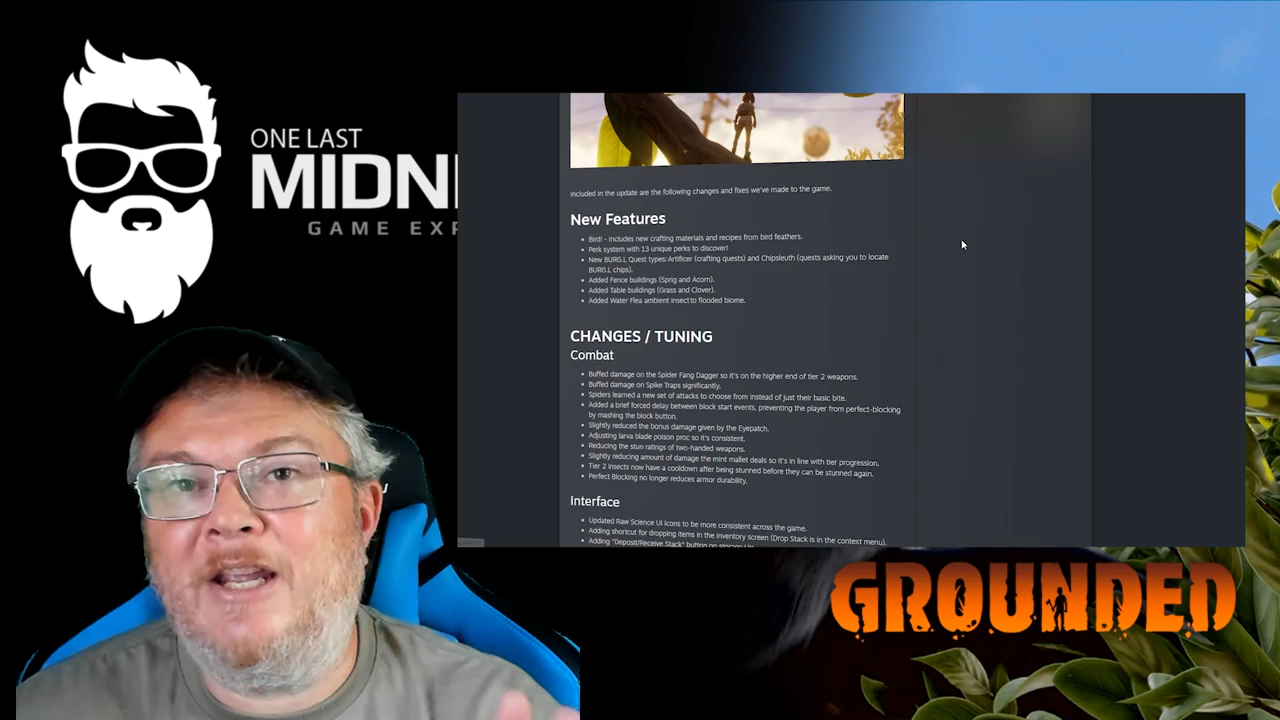 ONE LAST
MIDN
GAME EXP
Included in the update are the following changes and fixes we've made to the game.
New Features
Bird! - Includes new crafting materials and recipes from bird feathers.
Perk system with 13 unique perks to discover!
New BURG.L Quest types: Artificer (crafting quests) and Chipsleuth (quests asking you to locate
BURG.L chips).
Added Fence buildings (Sprig and Acorn).
Added Table buildings (Grass and Clover).
Added Water Flea ambient insect to flooded biome.
CHANGES / TUNING
Combat
Buffed damage on the Spider Fang Dagger so it's on the higher end of tier 2 weapons.
Buffed damage on Spike Traps significantly.
Spiders learned a new set of attacks to choose from instead of just their basic bite.
Added a brief forced delay between block start events, preventing the player from perfect-blocking
by mashing the block button.
Slightly reduced the bonus damage given by the Eyepatch.
Adjusting larva blade poison proc so it's consistent.
Reducing the stun ratings of two-handed weapons.
Slightly reducing amount of damage the mint mallet deals so it's in line with tier progression.
Tier 2 insects now have a cooldown after being stunned before they can be stunned again.
Perfect Blocking no longer reduces armor durability.
Interface
Updated Raw Science UI icons to be more consistent across the game.
Adding shortcut for dropping items in the inventory screen (Drop Stack is in the context menu).
Adding "Deposit/Receive Stack" button on storage UIs
GROUNDED